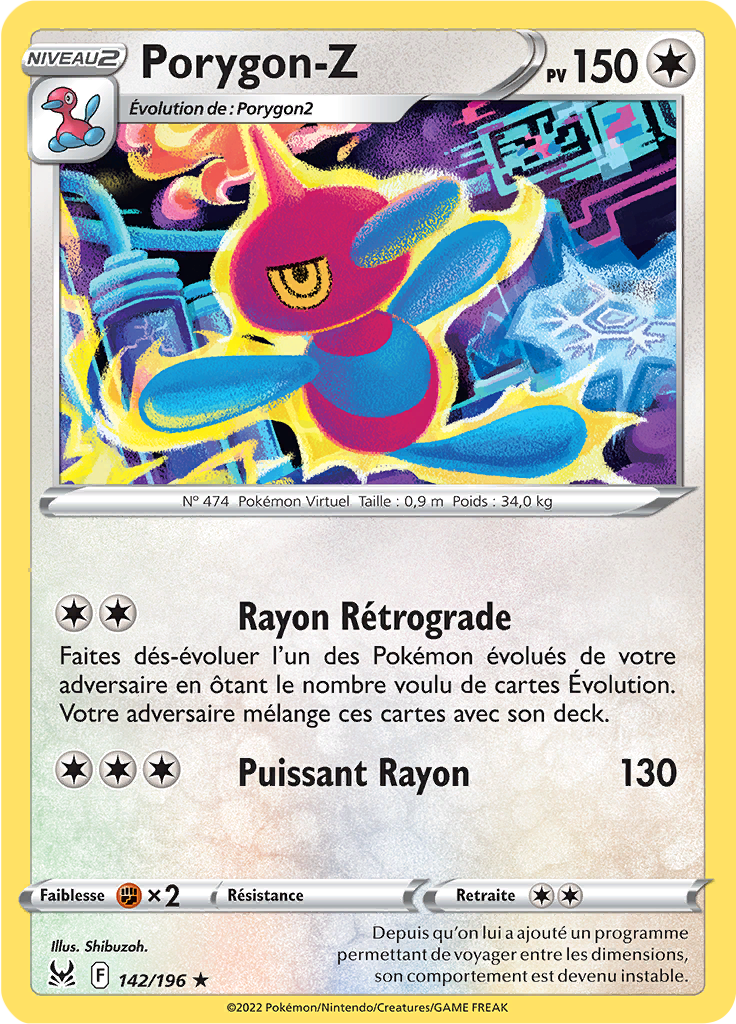 NIVEAU 2
Porygon-Z
PV 150
Évolution de : Porygon2
N° 474 Pokémon Virtuel Taille : 0,9 m Poids : 34,0 kg
Rayon Rétrograde
Faites dés-évoluer l'un des Pokémon évolués de votre
adversaire en ôtant le nombre voulu de cartes Évolution.
Votre adversaire mélange ces cartes avec son deck.
Puissant Rayon 130
Faiblesse ×2 Résistance Retraite
Illus. Shibuzoh.
F 142/196 ★
Depuis qu'on lui a ajouté un programme
permettant de voyager entre les dimensions,
son comportement est devenu instable.
©2022 Pokémon/Nintendo/Creatures/GAME FREAK